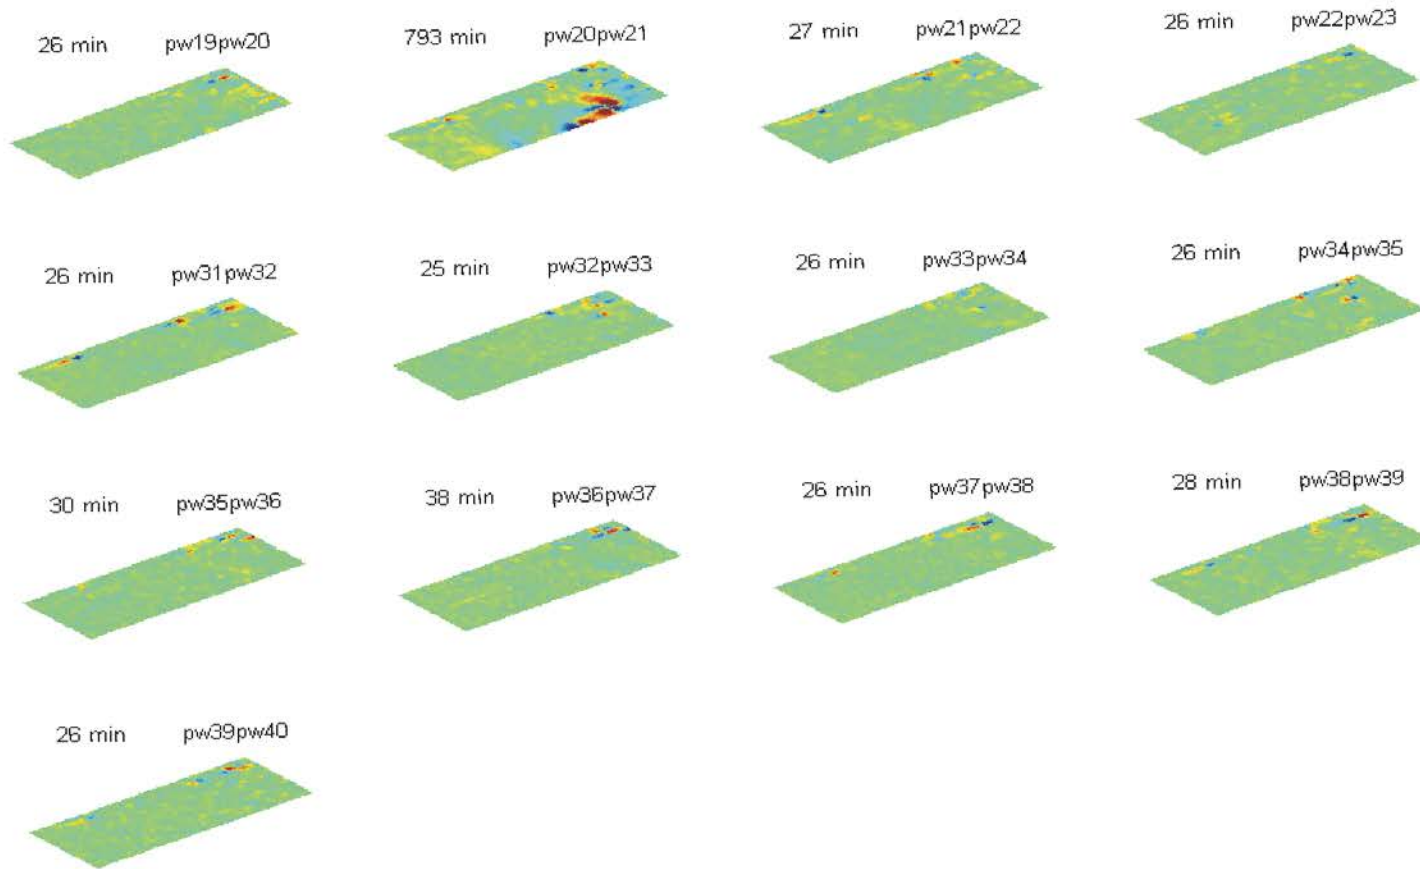 26 min pw19pw20
793 min pw20pw21
27 min pw21pw22
26 min pw22pw23
26 min pw31pw32
25 min pw32pw33
26 min pw33pw34
26 min pw34pw35
30 min pw35pw36
38 min pw36pw37
26 min pw37pw38
28 min pw38pw39
26 min pw39pw40